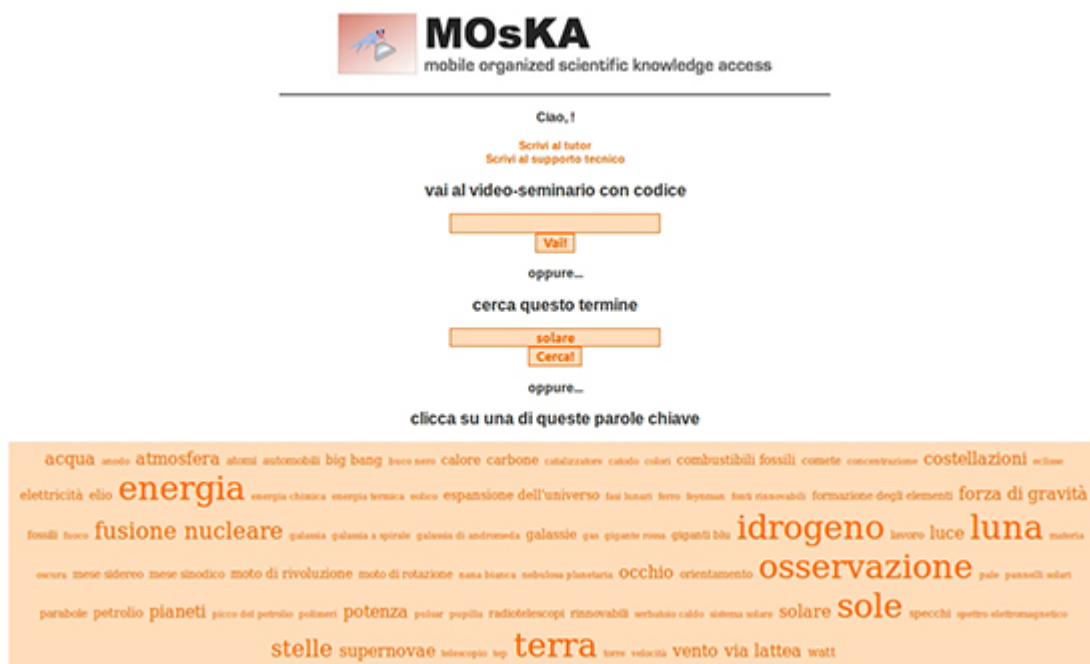 MOsKA
mobile organized scientific knowledge access
Ciao, !
Scrivi al tutor
Scrivi al supporto tecnico
vai al video-seminario con codice
Vai!
oppure...
cerca questo termine
solare
Cerca!
oppure...
clicca su una di queste parole chiave
acqua anodo atmosfera atomi automobili big bang buco nero calore carbone catalizzatore catodo colori combustibili fossili comete concentrazione costellazioni eclisse
elettricità elio energia energia chimica energia termica eolico espansione dell'universo fasi lunari ferro feynman fonti rinnovabili formazione degli elementi forza di gravità
fossili fuoco fusione nucleare galassia galassia a spirale galassia di andromeda galassie gas gigante rossa giganti blu idrogeno lavoro luce luna materia
oscura mese sidereo mese sinodico moto di rivoluzione moto di rotazione nana bianca nebulosa planetaria occhio orientamento osservazione pale pannelli solari
parabole petrolio pianeti picco del petrolio polimeri potenza pulsar pupilla radiotelescopi rinnovabili serbatoio caldo sistema solare solare sole specchi spettro elettromagnetico
stelle supernovae telescopio top terra torre velocità vento via lattea watt